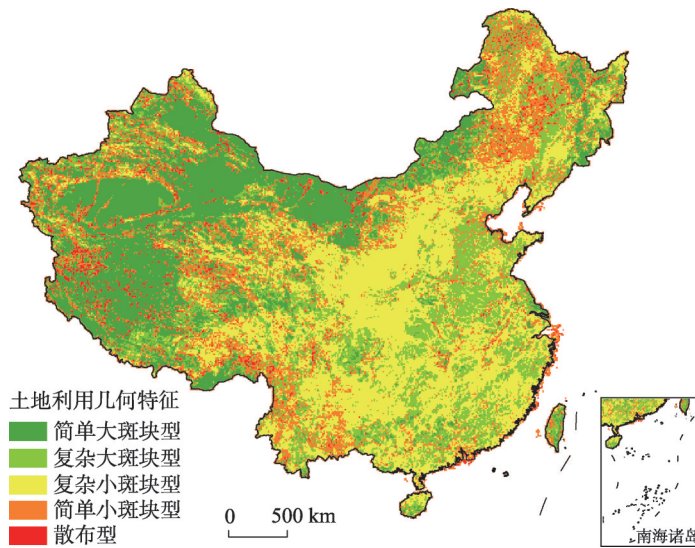 土地利用几何特征
简单大斑块型
复杂大斑块型
复杂小斑块型
简单小斑块型
散布型
0 500 km
南海诸岛